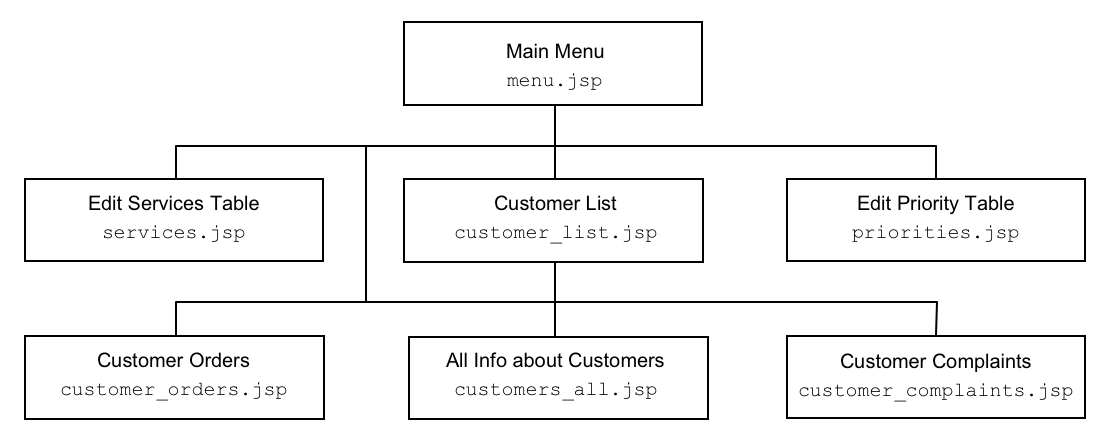 Main Menu
menu.jsp
Edit Services Table
services.jsp
Customer List
customer_list.jsp
Edit Priority Table
priorities.jsp
Customer Orders
customer_orders.jsp
All Info about Customers
customers_all.jsp
Customer Complaints
customer_complaints.jsp